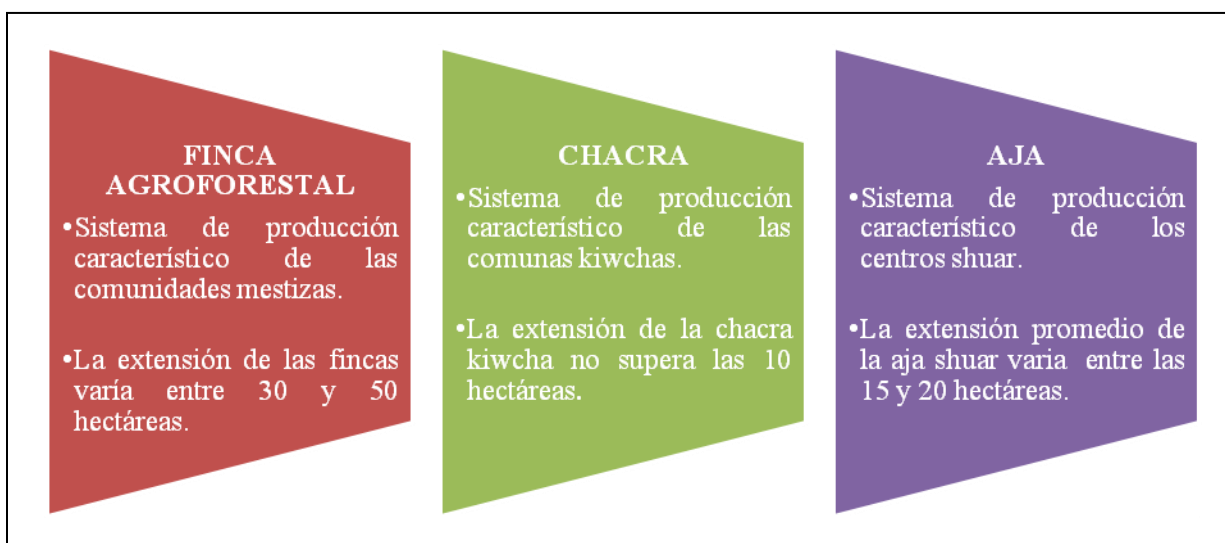 FINCA
AGROFORESTAL
•Sistema de producción
característico de las
comunidades mestizas.
•La extensión de las fincas
varía entre 30 y 50
hectáreas.
CHACRA
•Sistema de producción
característico de las
comunas kiwchas.
•La extensión de la chacra
kiwcha no supera las 10
hectáreas.
AJA
•Sistema de producción
característico de los
centros shuar.
•La extensión promedio de
la aja shuar varia entre las
15 y 20 hectáreas.